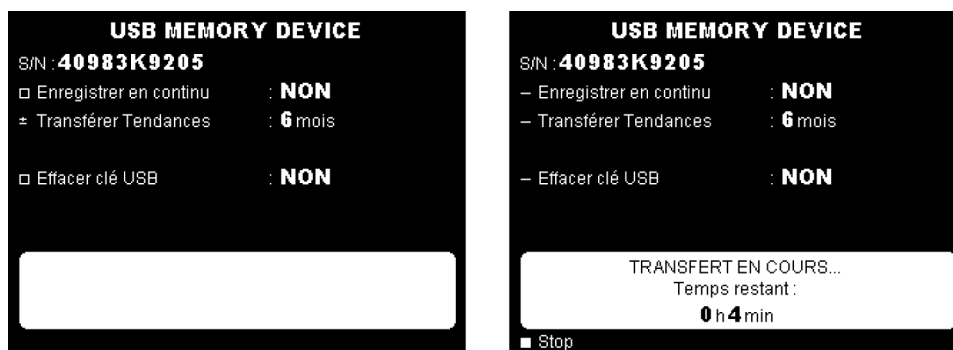 USB MEMORY DEVICE
S/N : 40983K9205
□ Enregistrer en continu : NON
± Transférer Tendances : 6 mois
□ Effacer clé USB : NON
USB MEMORY DEVICE
S/N : 40983K9205
– Enregistrer en continu : NON
– Transférer Tendances : 6 mois
– Effacer clé USB : NON
TRANSFERT EN COURS...
Temps restant :
0 h 4 min
■ Stop